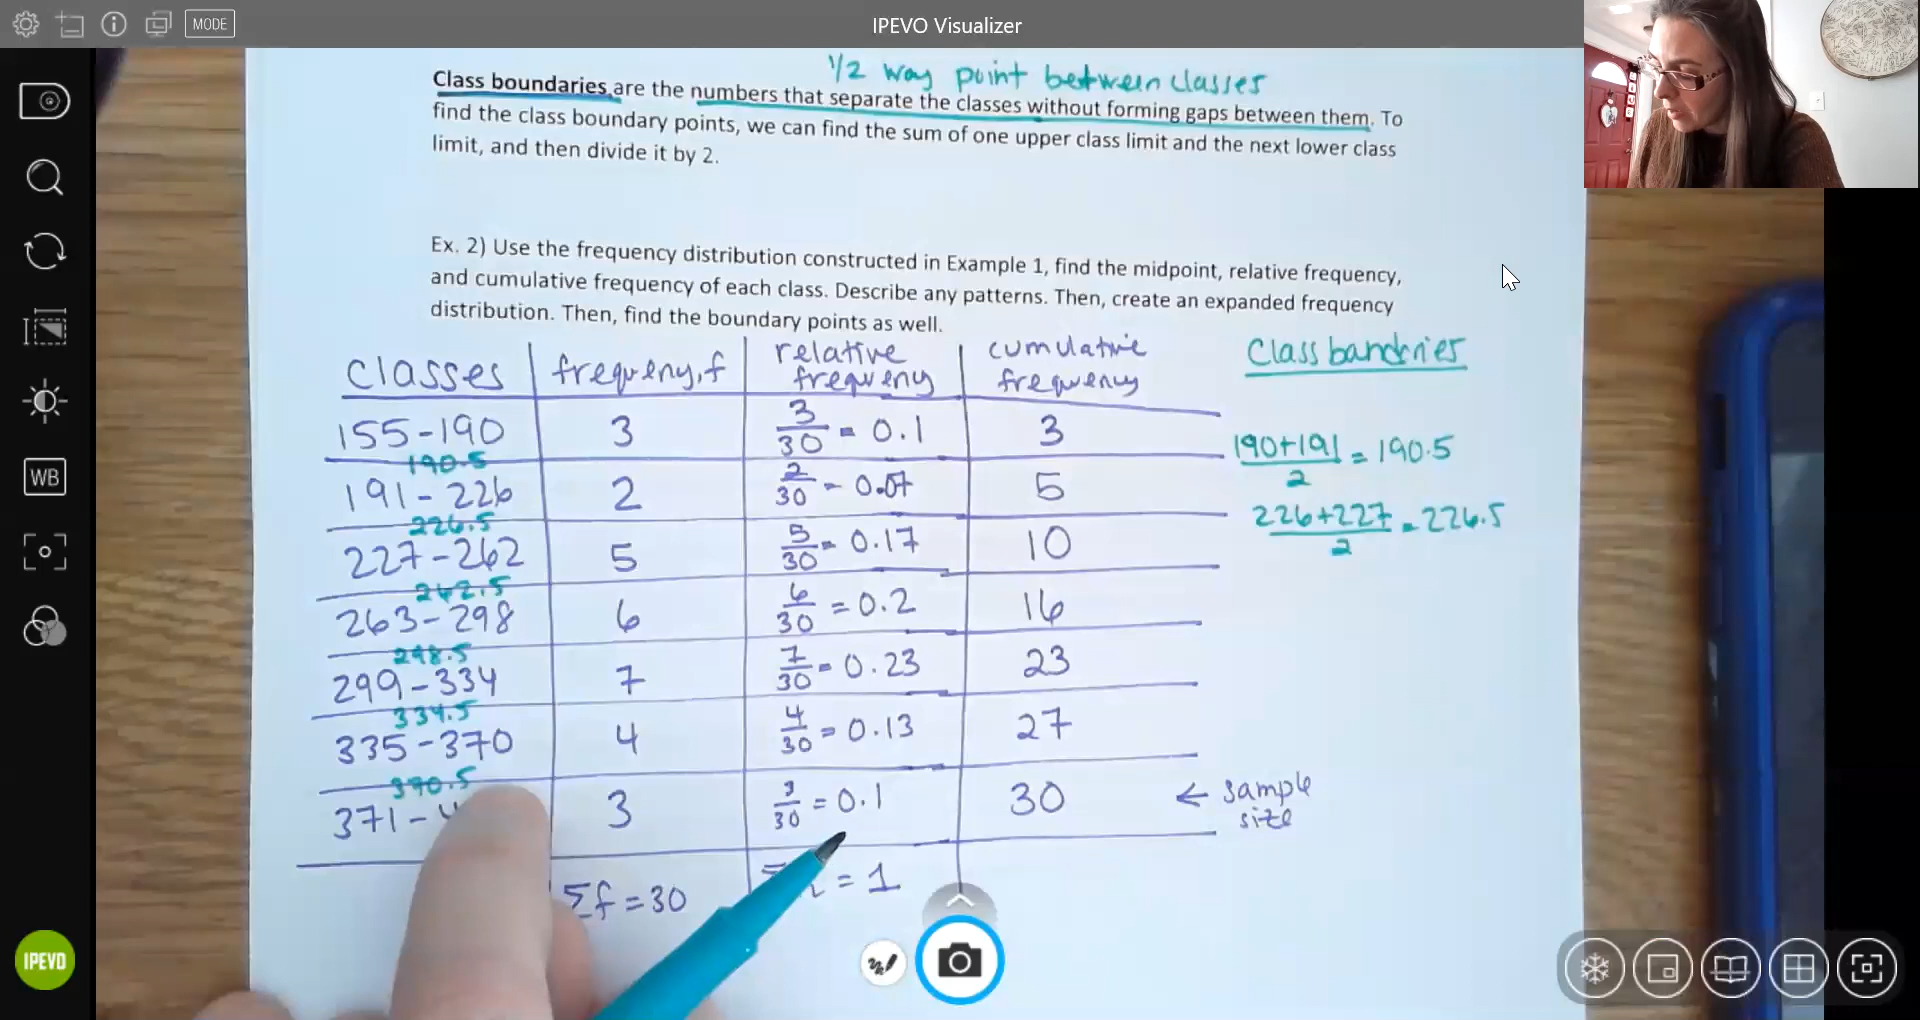 MODE
IPEVO Visualizer
1/2 way point between classes
Class boundaries are the numbers that separate the classes without forming gaps between them. To
find the class boundary points, we can find the sum of one upper class limit and the next lower class
limit, and then divide it by 2.
Ex. 2) Use the frequency distribution constructed in Example 1, find the midpoint, relative frequency,
and cumulative frequency of each class. Describe any patterns. Then, create an expanded frequency
distribution. Then, find the boundary points as well.
classes frequency, f relative frequency cumulative frequency Class bandries
155-190 3 3/30 = 0.1 3
190.5
190+191/2 = 190.5
191-226 2 2/30 = 0.07 5
226.5
226+227/2 = 226.5
227-262 5 5/30 = 0.17 10
262.5
263-298 6 6/30 = 0.2 16
298.5
299-334 7 7/30 = 0.23 23
334.5
335-370 4 4/30 = 0.13 27
370.5
371- 3 3/30 = 0.1 30 ← sample size
Σf = 30 = 1
WB
IPEVO